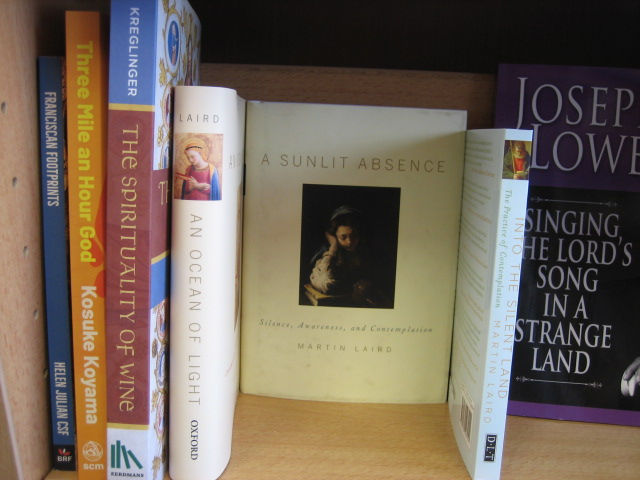 FRANCISCAN FOOTPRINTS
HELEN JULIAN CSF
BRF
Three Mile an Hour God
Kosuke Koyama
scm
KREGLINGER
THE SPIRITUALITY OF WINE
EERDMANS
LAIRD
AN OCEAN OF LIGHT
OXFORD
A SUNLIT ABSENCE
Silence, Awareness, and Contemplation
MARTIN LAIRD
INTO THE SILENT LAND
The Practice of Contemplation
MARTIN LAIRD
D·L·T
JOSEP
LOWE
SINGING
THE LORD'S
SONG
IN A
STRANGE
LAND